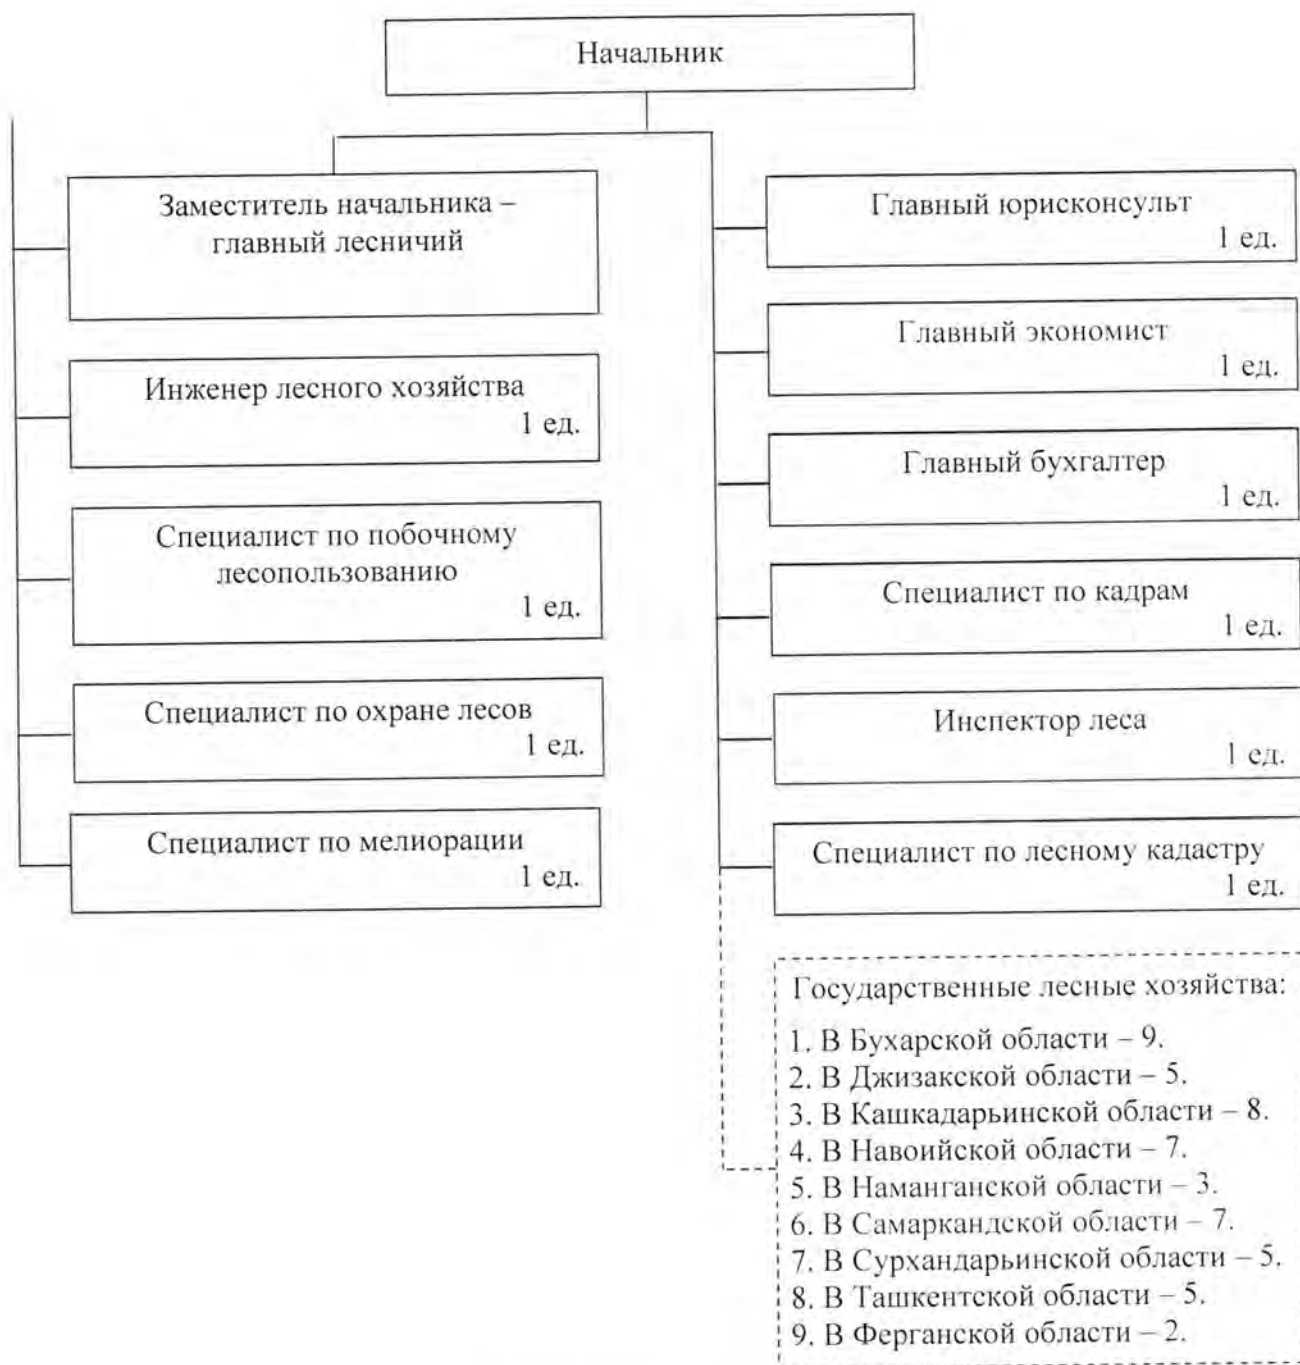 Начальник
Заместитель начальника –
главный лесничий
Инженер лесного хозяйства
1 ед.
Специалист по побочному
лесопользованию
1 ед.
Специалист по охране лесов
1 ед.
Специалист по мелиорации
1 ед.
Главный юрисконсульт
1 ед.
Главный экономист
1 ед.
Главный бухгалтер
1 ед.
Специалист по кадрам
1 ед.
Инспектор леса
1 ед.
Специалист по лесному кадастру
1 ед.
Государственные лесные хозяйства:
1. В Бухарской области – 9.
2. В Джизакской области – 5.
3. В Кашкадарьинской области – 8.
4. В Навоийской области – 7.
5. В Наманганской области – 3.
6. В Самаркандской области – 7.
7. В Сурхандарьинской области – 5.
8. В Ташкентской области – 5.
9. В Ферганской области – 2.